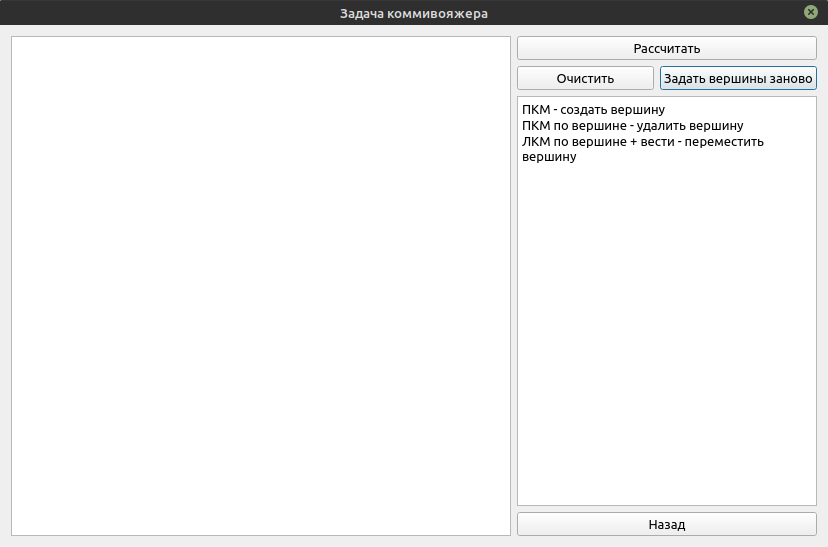 Задача коммивояжера
Рассчитать
Очистить
Задать вершины заново
ПКМ - создать вершину
ПКМ по вершине - удалить вершину
ЛКМ по вершине + вести - переместить
вершину
Назад